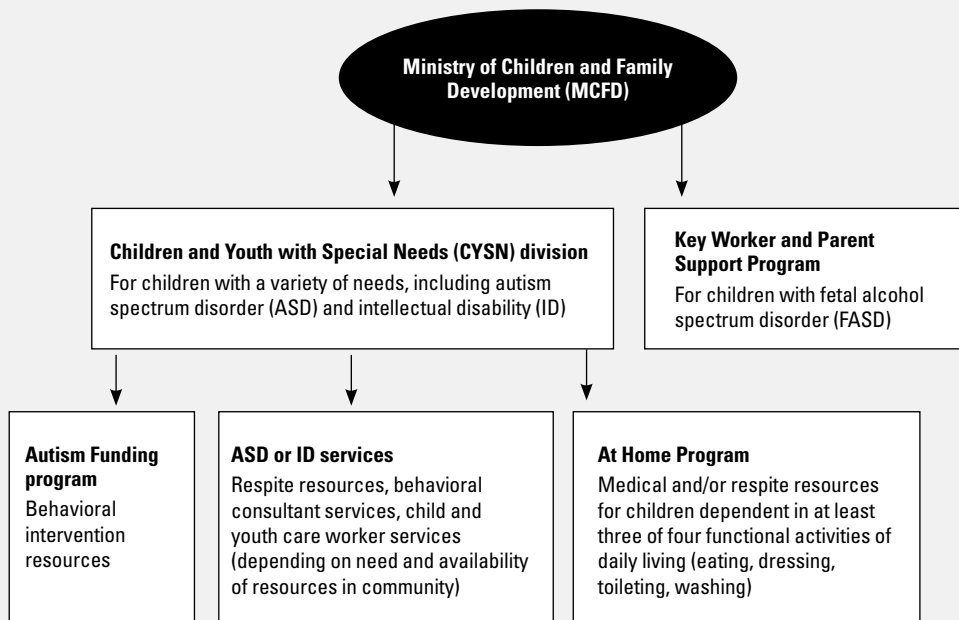 Ministry of Children and Family
Development (MCFD)
Children and Youth with Special Needs (CYSN) division
For children with a variety of needs, including autism
spectrum disorder (ASD) and intellectual disability (ID)
Key Worker and Parent
Support Program
For children with fetal alcohol
spectrum disorder (FASD)
Autism Funding
program
Behavioral
intervention
resources
ASD or ID services
Respite resources, behavioral
consultant services, child and
youth care worker services
(depending on need and availability
of resources in community)
At Home Program
Medical and/or respite resources
for children dependent in at least
three of four functional activities of
daily living (eating, dressing,
toileting, washing)